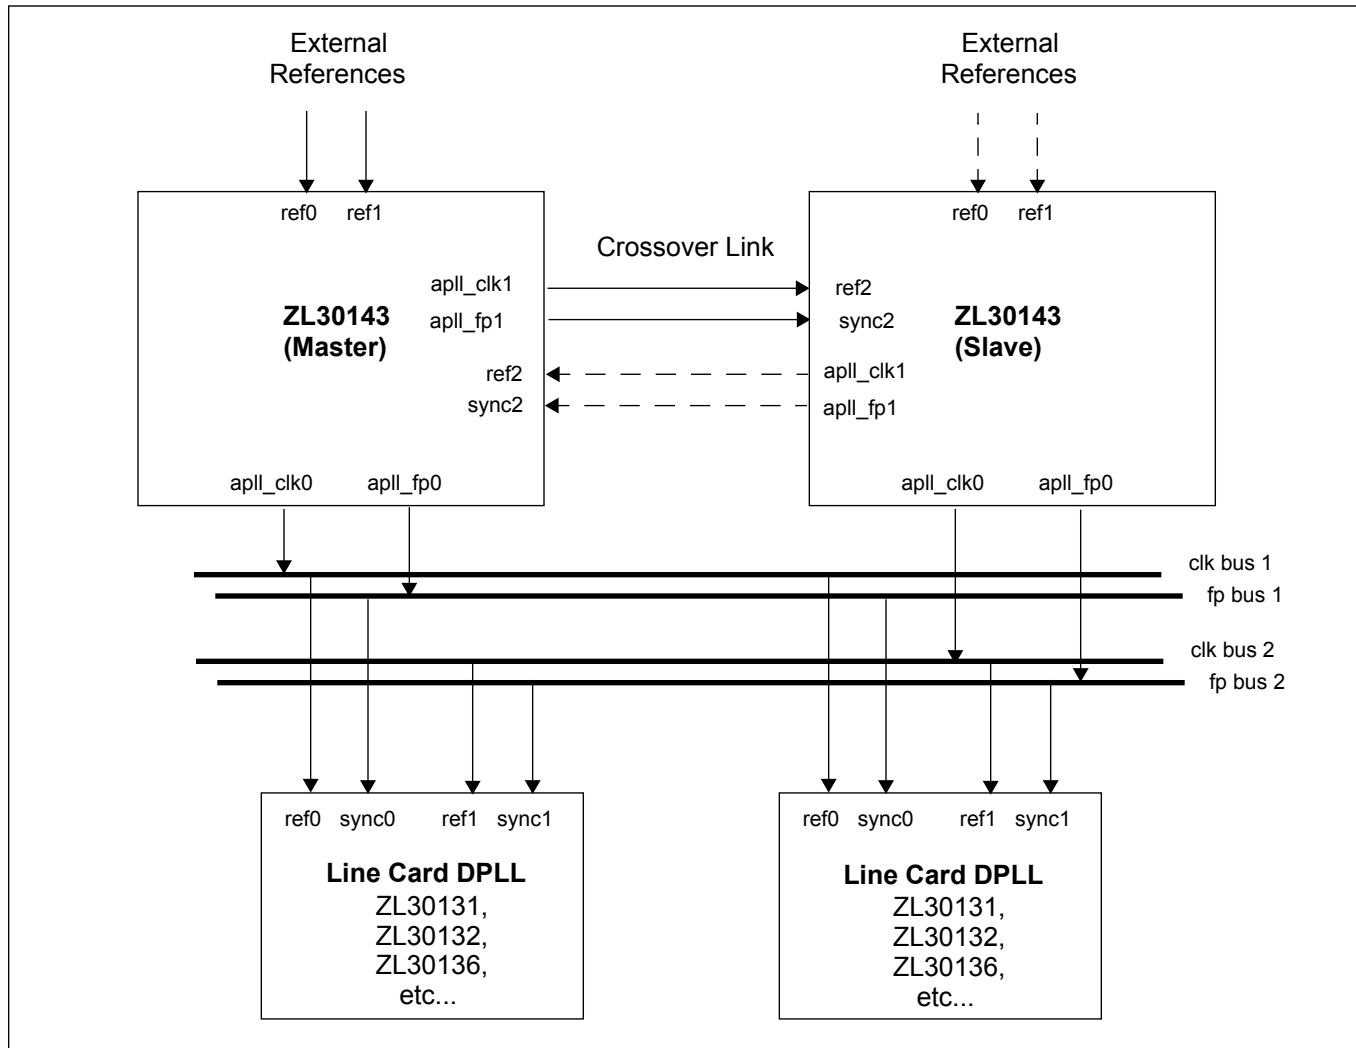 External
References
External
References
ref0 ref1
ref0 ref1
Crossover Link
apll_clk1
ref2
ZL30143
(Master)
apll_fp1
sync2
ZL30143
(Slave)
ref2
apll_clk1
sync2
apll_fp1
apll_clk0 apll_fp0
apll_clk0 apll_fp0
clk bus 1
fp bus 1
clk bus 2
fp bus 2
ref0 sync0 ref1 sync1
Line Card DPLL
ZL30131,
ZL30132,
ZL30136,
etc...
ref0 sync0 ref1 sync1
Line Card DPLL
ZL30131,
ZL30132,
ZL30136,
etc...